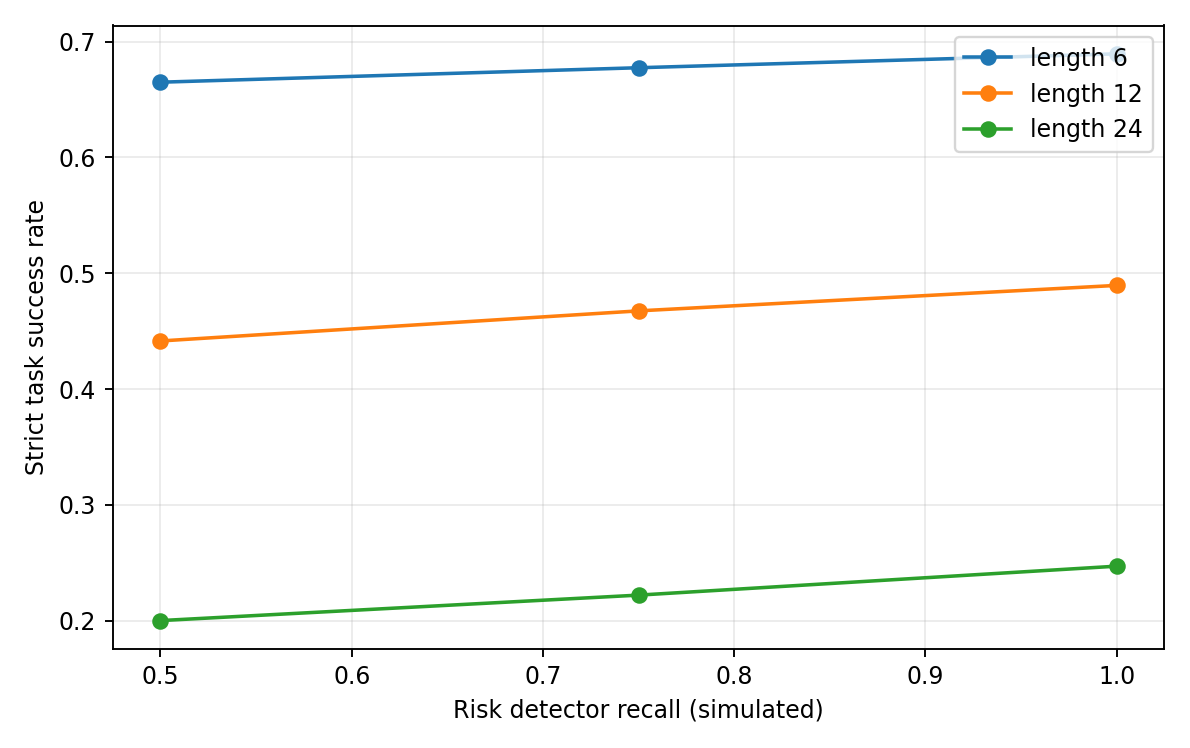 0.7
0.6
0.5
0.4
0.3
0.2
Strict task success rate
length 6
length 12
length 24
0.5 0.6 0.7 0.8 0.9 1.0
Risk detector recall (simulated)